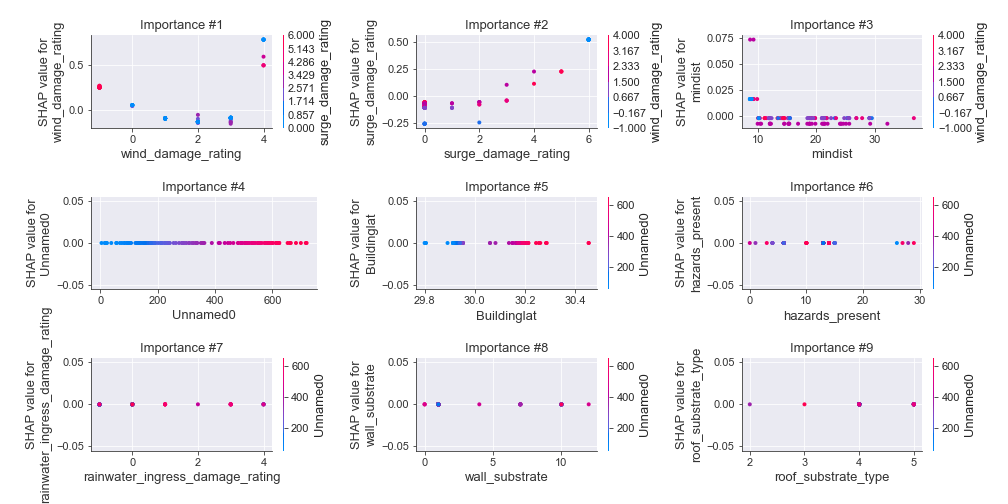 Importance #1
SHAP value for
wind_damage_rating
0.5
0.0
0
2
4
wind_damage_rating
6.000
5.143
4.286
3.429
2.571
1.714
0.857
0.000
surge_damage_rating
Importance #2
SHAP value for
surge_damage_rating
0.50
0.25
0.00
−0.25
0
2
4
6
surge_damage_rating
4.000
3.167
2.333
1.500
0.667
−0.167
−1.000
wind_damage_rating
Importance #3
SHAP value for
mindist
0.075
0.050
0.025
0.000
10
20
30
mindist
4.000
3.167
2.333
1.500
0.667
−0.167
−1.000
wind_damage_rating
Importance #4
SHAP value for
Unnamed0
0.05
0.00
−0.05
0
200
400
600
Unnamed0
Importance #5
SHAP value for
Buildinglat
0.05
0.00
−0.05
29.8
30.0
30.2
30.4
Buildinglat
600
400
200
Unnamed0
Importance #6
SHAP value for
hazards_present
0.05
0.00
−0.05
0
10
20
30
hazards_present
600
400
200
Unnamed0
Importance #7
SHAP value for
rainwater_ingress_damage_rating
0.05
0.00
−0.05
0
2
4
rainwater_ingress_damage_rating
600
400
200
Unnamed0
Importance #8
SHAP value for
wall_substrate
0.05
0.00
−0.05
0
5
10
wall_substrate
600
400
200
Unnamed0
Importance #9
SHAP value for
roof_substrate_type
0.05
0.00
−0.05
2
3
4
5
roof_substrate_type
600
400
200
Unnamed0